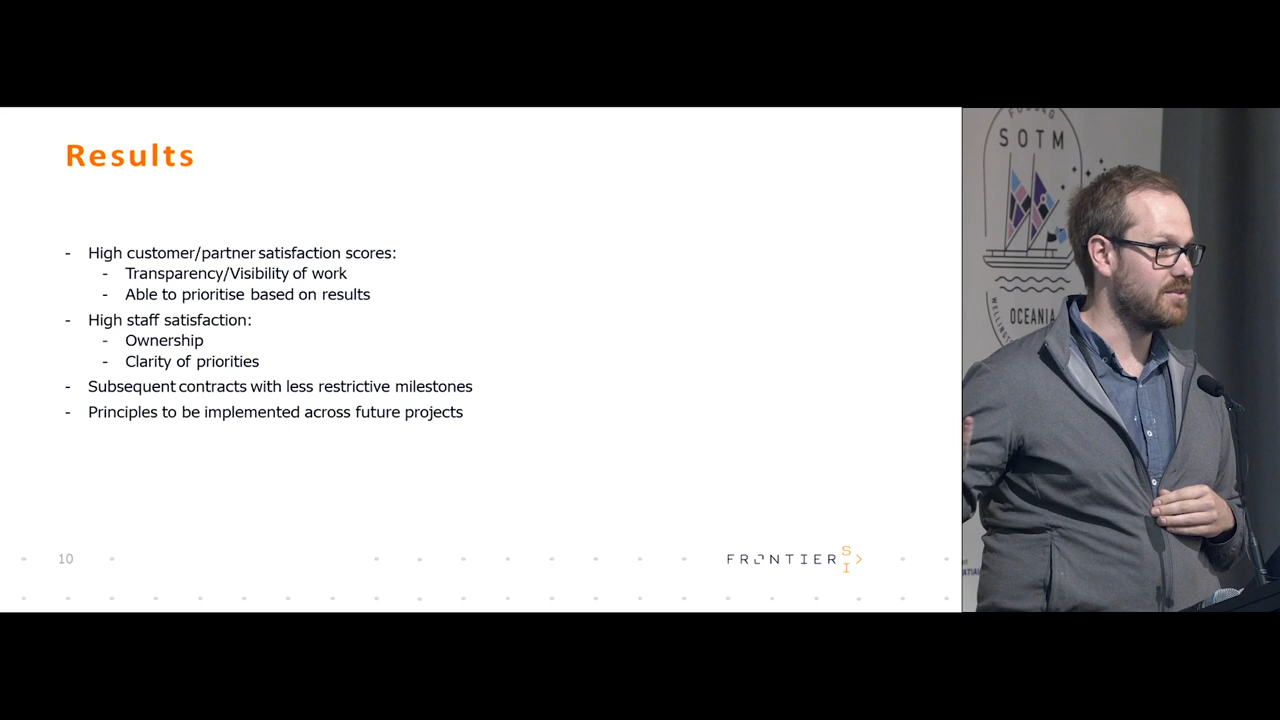 Results
- High customer/partner satisfaction scores:
- Transparency/Visibility of work
- Able to prioritise based on results
- High staff satisfaction:
- Ownership
- Clarity of priorities
- Subsequent contracts with less restrictive milestones
- Principles to be implemented across future projects
10
FRONTIER SI
SOTM
OCEANIA